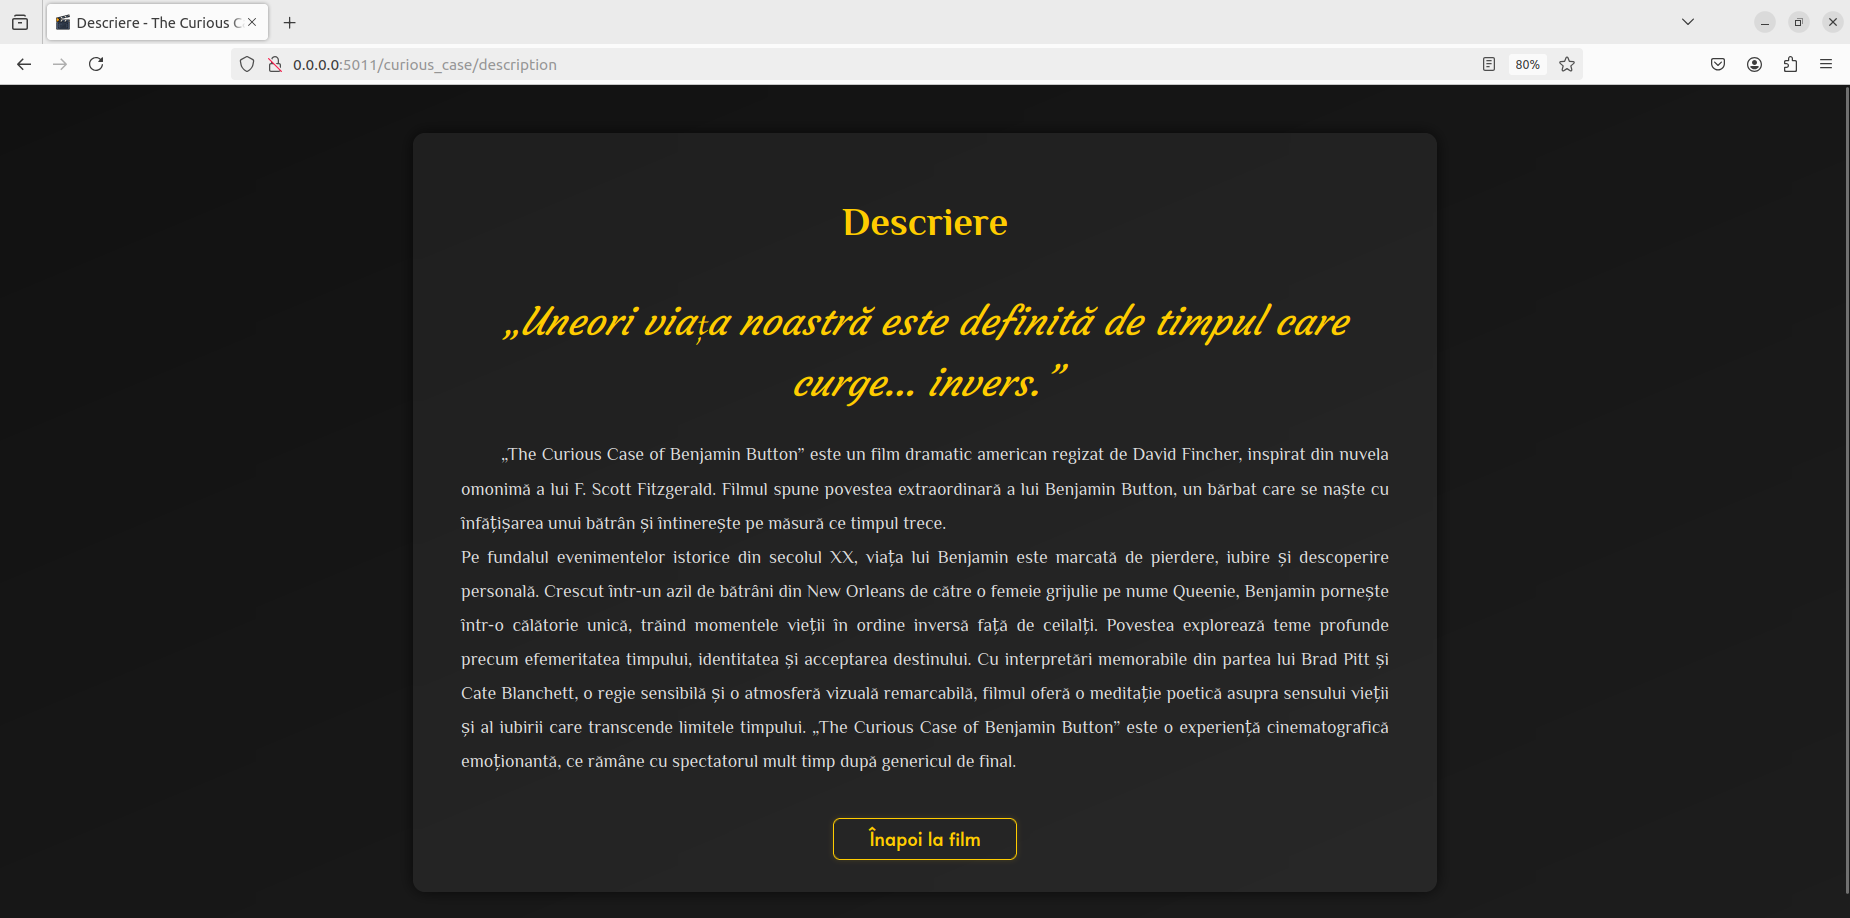 Descriere - The Curious C
0.0.0.0:5011/curious_case/description
80%
Descriere
„Uneori viața noastră este definită de timpul care
curge... invers.”
„The Curious Case of Benjamin Button” este un film dramatic american regizat de David Fincher, inspirat din nuvela
omonimă a lui F. Scott Fitzgerald. Filmul spune povestea extraordinară a lui Benjamin Button, un bărbat care se naște cu
înfățișarea unui bătrân și întinerește pe măsură ce timpul trece.
Pe fundalul evenimentelor istorice din secolul XX, viața lui Benjamin este marcată de pierdere, iubire și descoperire
personală. Crescut într-un azil de bătrâni din New Orleans de către o femeie grijulie pe nume Queenie, Benjamin pornește
într-o călătorie unică, trăind momentele vieții în ordine inversă față de ceilalți. Povestea explorează teme profunde
precum efemeritatea timpului, identitatea și acceptarea destinului. Cu interpretări memorabile din partea lui Brad Pitt și
Cate Blanchett, o regie sensibilă și o atmosferă vizuală remarcabilă, filmul oferă o meditație poetică asupra sensului vieții
și al iubirii care transcende limitele timpului. „The Curious Case of Benjamin Button” este o experiență cinematografică
emoționantă, ce rămâne cu spectatorul mult timp după genericul de final.
Înapoi la film